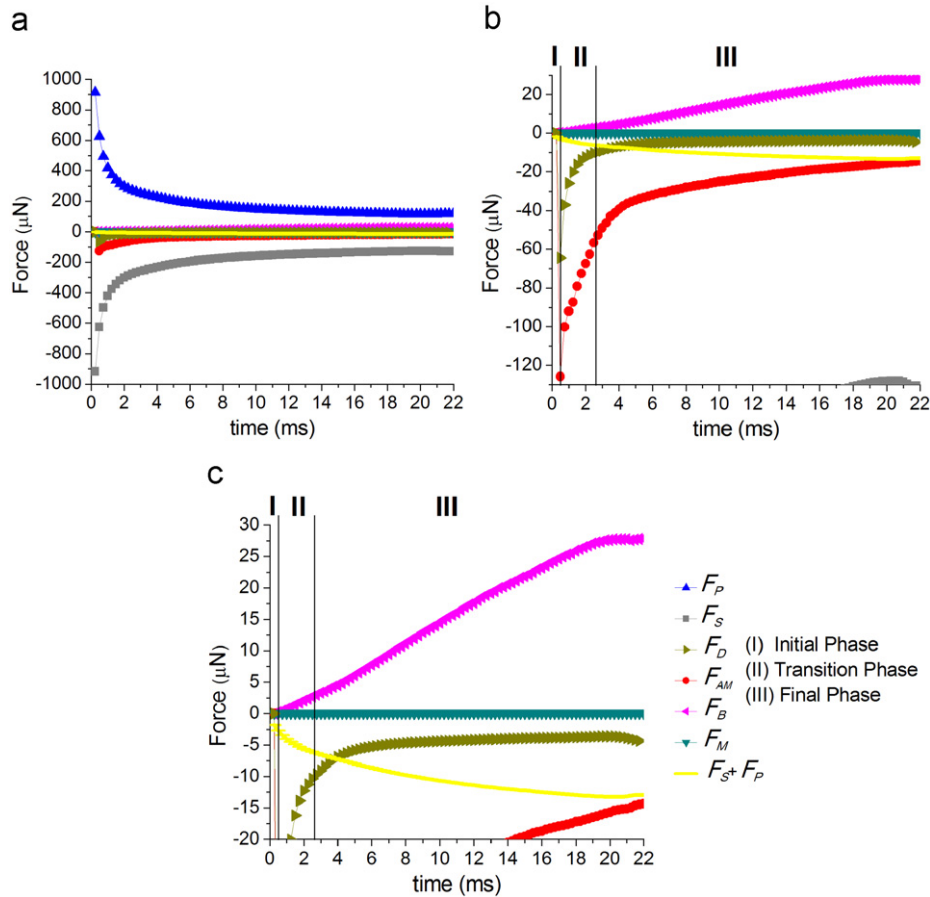 a
1000
800
600
400
200
0
-200
-400
-600
-800
-1000
Force (μN)
0 2 4 6 8 10 12 14 16 18 20 22
time (ms)
b
I II III
20
0
-20
-40
-60
-80
-100
-120
Force (μN)
0 2 4 6 8 10 12 14 16 18 20 22
time (ms)
c
I II III
30
25
20
15
10
5
0
-5
-10
-15
-20
Force (μN)
0 2 4 6 8 10 12 14 16 18 20 22
time (ms)
F_P
F_S
F_D (I) Initial Phase
F_AM (II) Transition Phase
F_B (III) Final Phase
F_M
F_S+ F_P